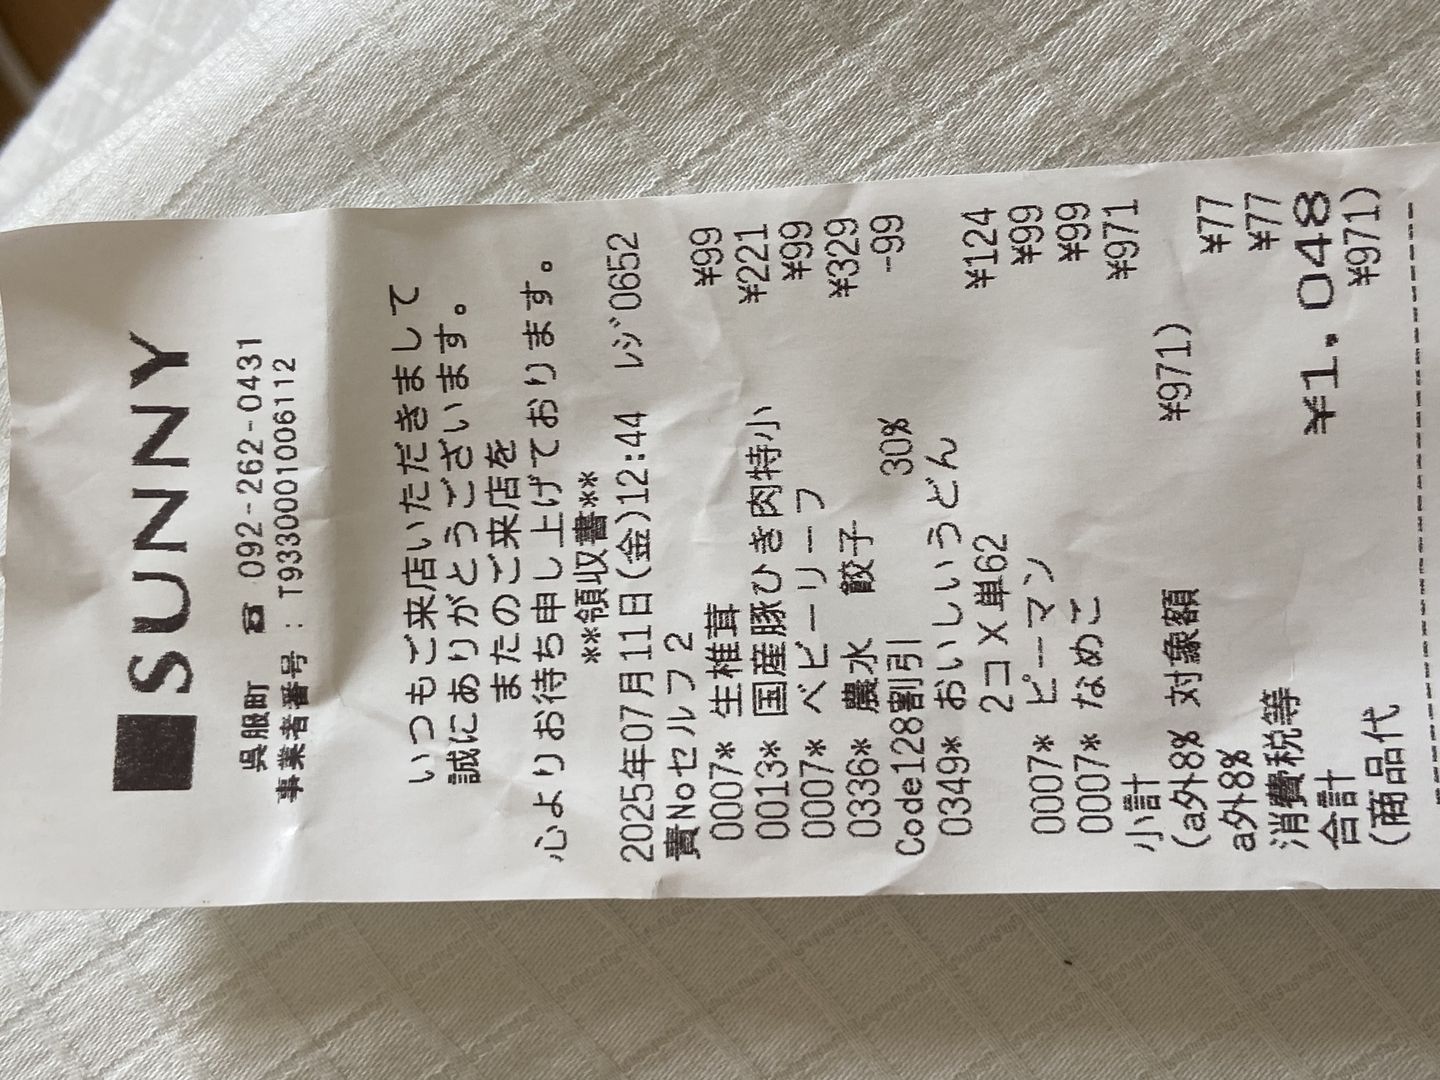 SUNNY
呉服町 ☎ 092-262-0431
事業者番号 : T9330001006112
いつもご来店いただきまして
誠にありがとうございます。
またのご来店を
心よりお待ち申し上げております。
**領収書**
2025年07月11日(金)12:44 レジ0652
責Noセルフ2
0007* 生椎茸 ¥99
0013* 国産豚ひき肉特小 ¥221
0007* ベビーリーフ ¥99
0336* 農水 餃子 ¥329
Code128割引 30% -99
0349* おいしいうどん
2コ X 単62 ¥124
0007* ピーマン ¥99
0007* なめこ ¥99
小計 ¥971
(a外8% 対象額 ¥971)
a外8% ¥77
消費税等 ¥77
合計 ¥1,048
(商品代 ¥971)